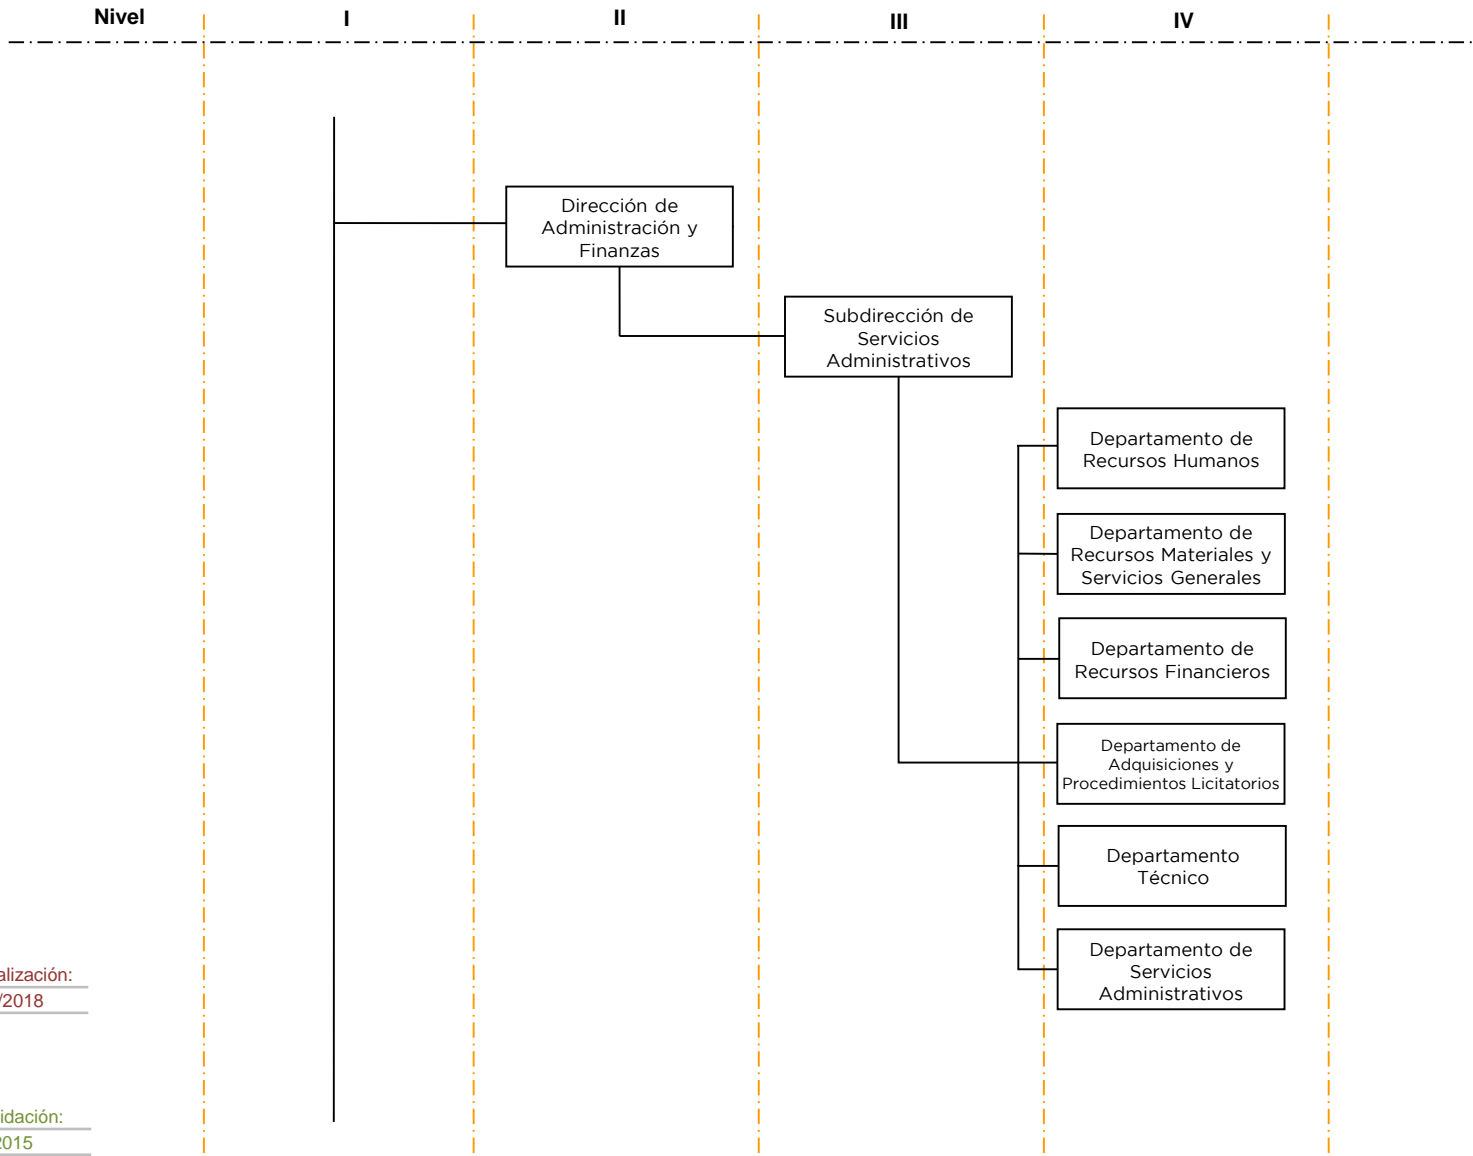 Nivel
I
II
III
IV
Dirección de
Administración y
Finanzas
Subdirección de
Servicios
Administrativos
Departamento de
Recursos Humanos
Departamento de
Recursos Materiales y
Servicios Generales
Departamento de
Recursos Financieros
Departamento de
Adquisiciones y
Procedimientos Licitatorios
Departamento
Técnico
Departamento de
Servicios
Administrativos
alización:
/2018
idación:
2015